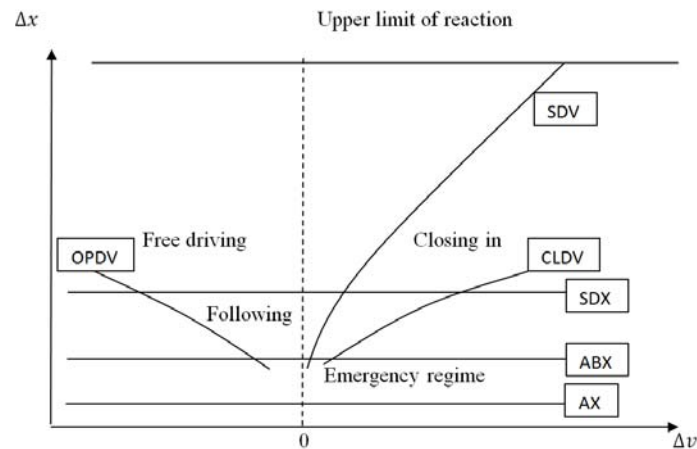 Δx
Upper limit of reaction
SDV
Free driving
Closing in
OPDV
CLDV
SDX
Following
ABX
Emergency regime
AX
0
Δv